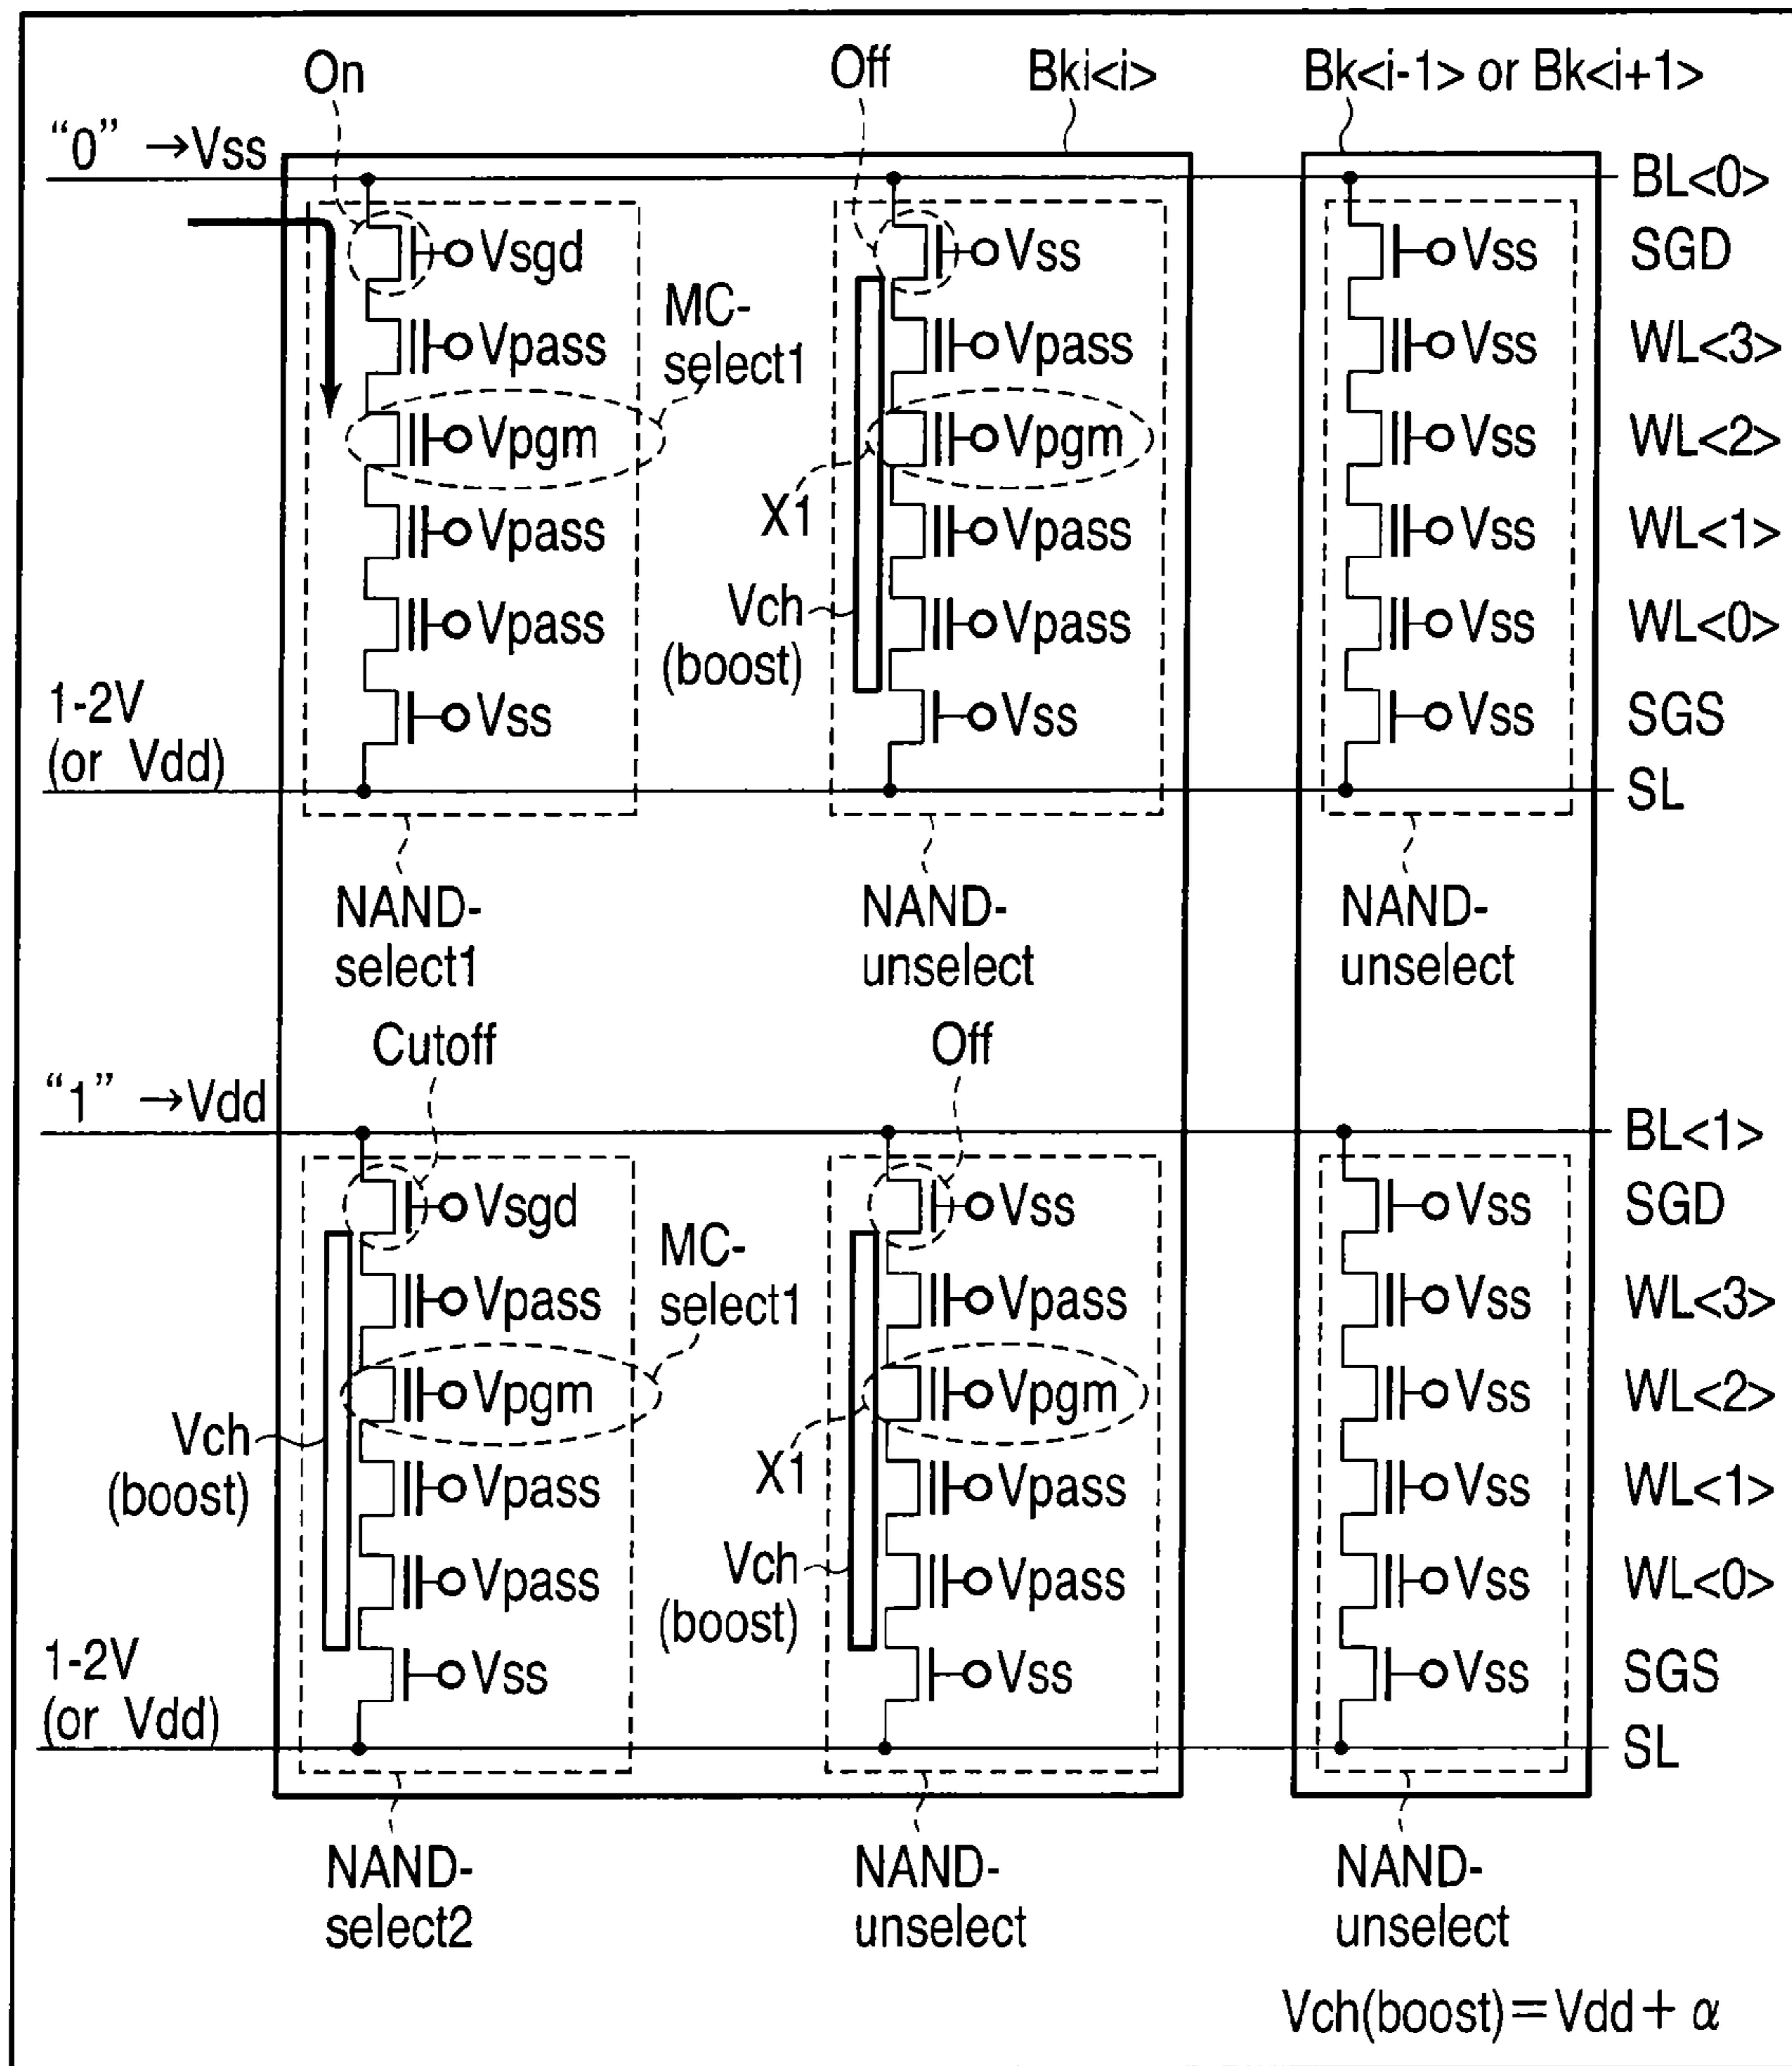 On
Off
Bki<i>
Bk<i-1> or Bk<i+1>
“0” →Vss
BL<0>
Vsgd
Vss
Vss
SGD
MC-
select1
Vpass
Vpass
Vss
WL<3>
Vpgm
Vpgm
Vss
WL<2>
X1
Vpass
Vpass
Vss
WL<1>
Vch
(boost)
Vpass
Vpass
Vss
WL<0>
1-2V
(or Vdd)
Vss
Vss
Vss
SGS
SL
NAND-
select1
NAND-
unselect
NAND-
unselect
Cutoff
Off
“1” →Vdd
BL<1>
Vsgd
Vss
Vss
SGD
MC-
select1
Vpass
Vpass
Vss
WL<3>
Vpgm
Vpgm
Vss
WL<2>
Vch
(boost)
X1
Vpass
Vpass
Vss
WL<1>
Vch
(boost)
Vpass
Vpass
Vss
WL<0>
1-2V
(or Vdd)
Vss
Vss
Vss
SGS
SL
NAND-
select2
NAND-
unselect
NAND-
unselect
Vch(boost)=Vdd+ α